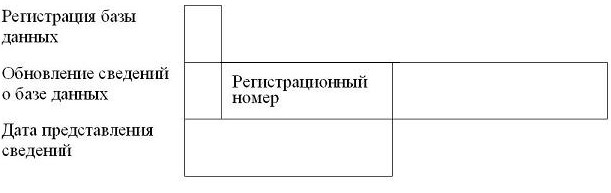 Регистрация базы
данных
Обновление сведений
о базе данных
Регистрационный
номер
Дата представления
сведений